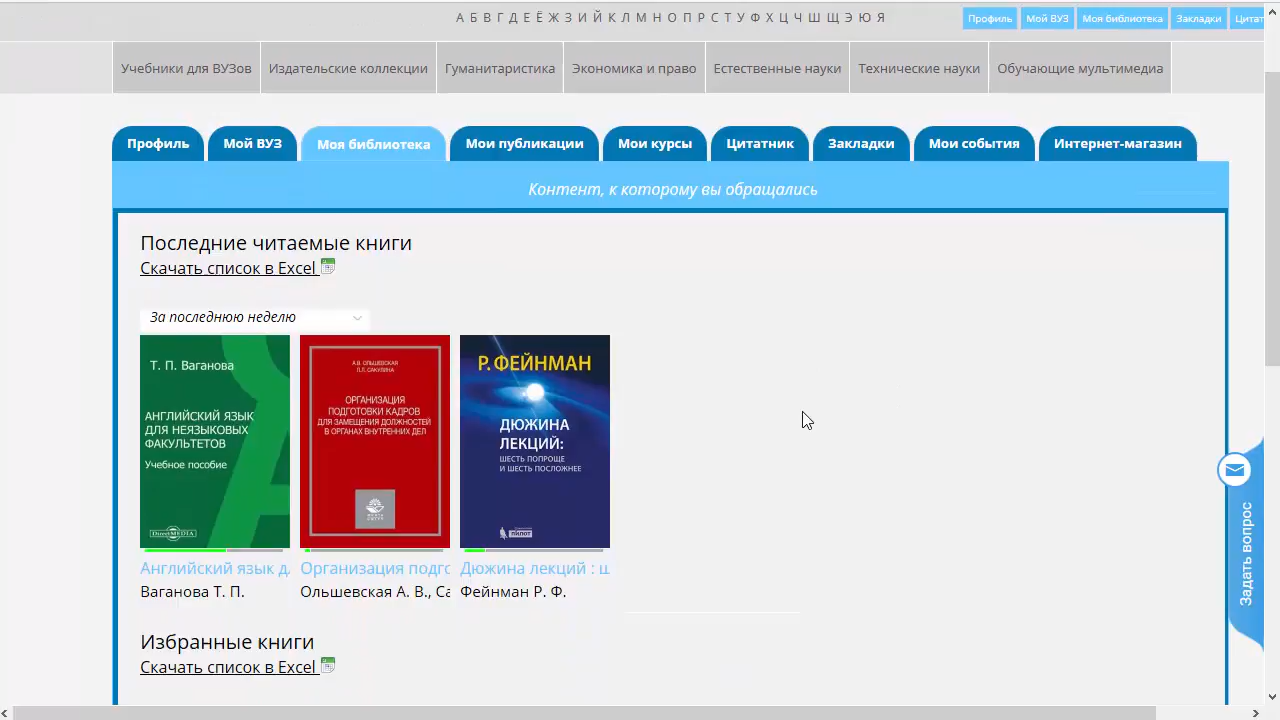 А Б В Г Д Е Ё Ж З И Й К Л М Н О П Р С Т У Ф Х Ц Ч Ш Щ Э Ю Я
Профиль Мой ВУЗ Моя библиотека Закладки Цитат
Учебники для ВУЗов Издательские коллекции Гуманитаристика Экономика и право Естественные науки Технические науки Обучающие мультимедиа
Профиль Мой ВУЗ Моя библиотека Мои публикации Мои курсы Цитатник Закладки Мои события Интернет-магазин
Контент, к которому вы обращались
Последние читаемые книги
Скачать список в Excel
За последнюю неделю
Т. П. Ваганова
АНГЛИЙСКИЙ ЯЗЫК
ДЛЯ НЕЯЗЫКОВЫХ
ФАКУЛЬТЕТОВ
Учебное пособие
DirectMEDIA
А.В. ОЛЬШЕВСКАЯ
ОРГАНИЗАЦИЯ
ПОДГОТОВКИ КАДРОВ
ДЛЯ ЗАМЕЩЕНИЯ ДОЛЖНОСТЕЙ
В ОРГАНАХ ВНУТРЕННИХ ДЕЛ
Р. ФЕЙНМАН
ДЮЖИНА
ЛЕКЦИЙ:
ШЕСТЬ ПОПРОЩЕ
И ШЕСТЬ ПОСЛОЖНЕЕ
ПИЛОТ
Английский язык д
Ваганова Т. П.
Организация подго
Ольшевская А. В., Са
Дюжина лекций : ш
Фейнман Р. Ф.
Избранные книги
Скачать список в Excel
Задать вопрос